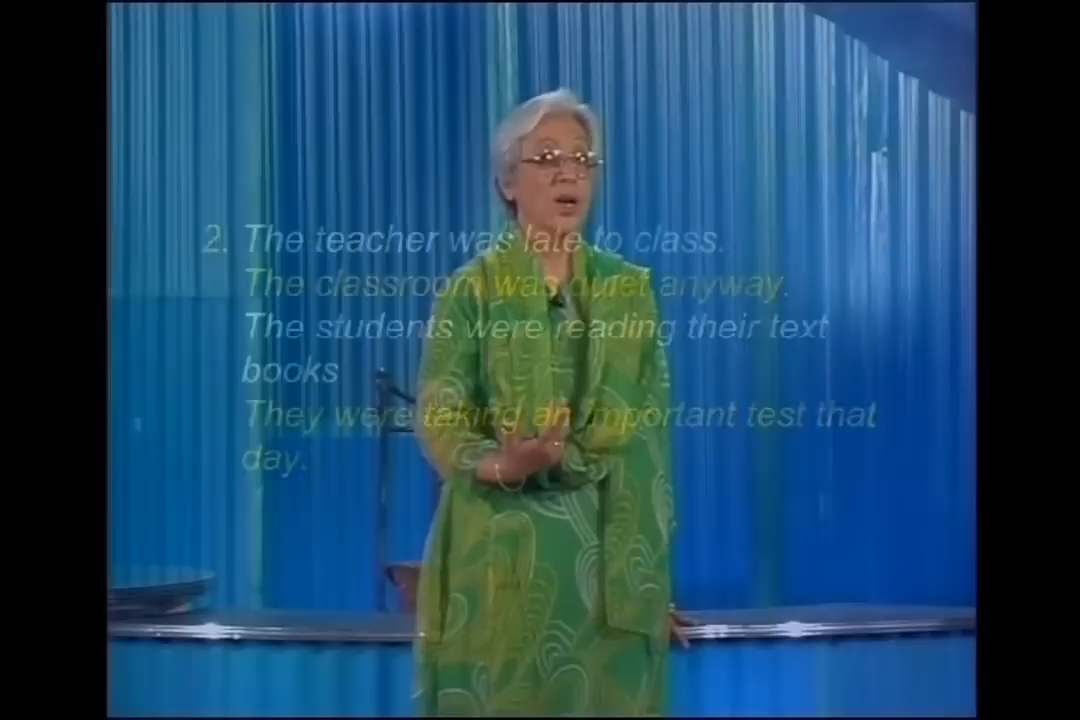 2. The teacher was late to class.
The classroom was quiet anyway.
The students were reading their text
books
They were taking an important test that
day.